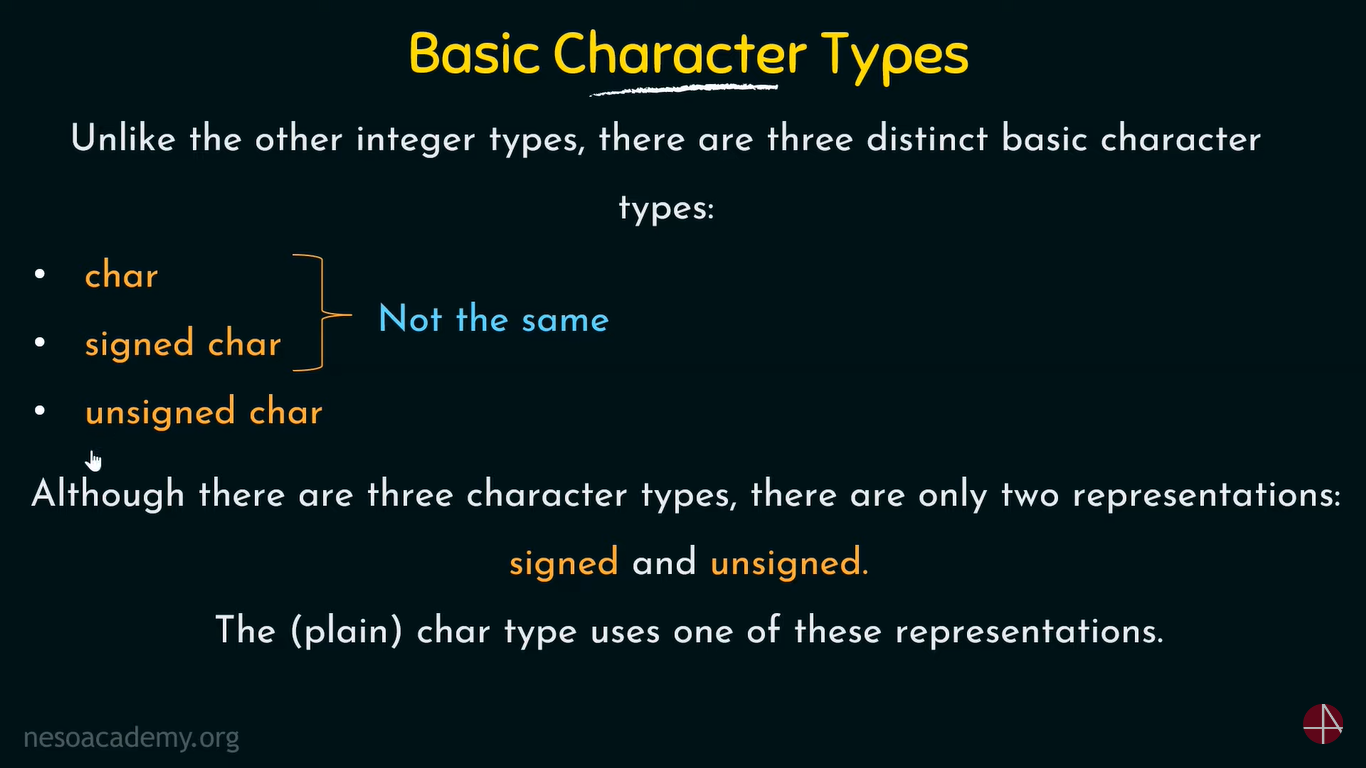 Basic Character Types
Unlike the other integer types, there are three distinct basic character
types:
• char
• signed char
Not the same
• unsigned char
Although there are three character types, there are only two representations:
signed and unsigned.
The (plain) char type uses one of these representations.
nesoacademy.org